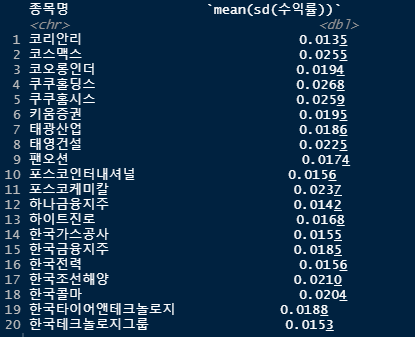 종목명 `mean(sd(수익률))`
<chr> <dbl>
1 코리안리 0.0135
2 코스맥스 0.0255
3 코오롱인더 0.0194
4 쿠쿠홀딩스 0.0268
5 쿠쿠홈시스 0.0259
6 키움증권 0.0195
7 태광산업 0.0186
8 태영건설 0.0225
9 팬오션 0.0174
10 포스코인터내셔널 0.0156
11 포스코케미칼 0.0237
12 하나금융지주 0.0142
13 하이트진로 0.0168
14 한국가스공사 0.0155
15 한국금융지주 0.0185
16 한국전력 0.0156
17 한국조선해양 0.0210
18 한국콜마 0.0204
19 한국타이어앤테크놀로지 0.0188
20 한국테크놀로지그룹 0.0153